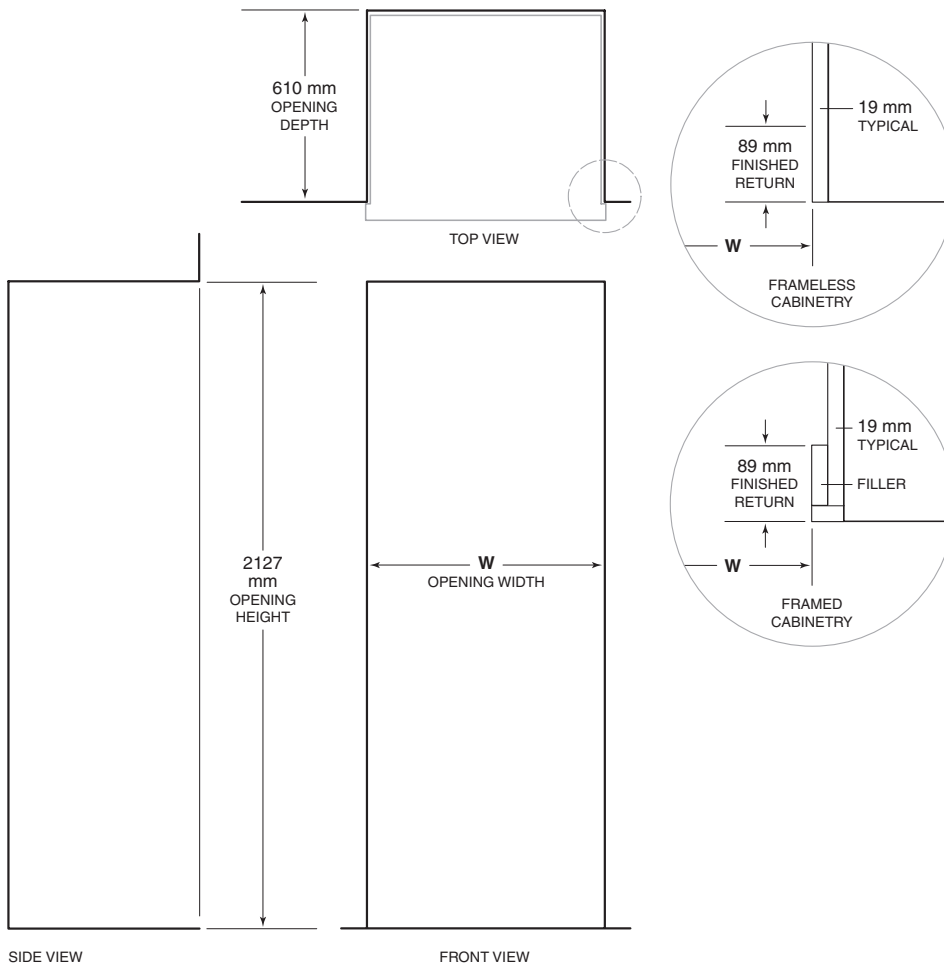 610 mm
OPENING
DEPTH
TOP VIEW
19 mm
TYPICAL
89 mm
FINISHED
RETURN
W
FRAMELESS
CABINETRY
19 mm
TYPICAL
89 mm
FINISHED
RETURN
FILLER
W
FRAMED
CABINETRY
2127
mm
OPENING
HEIGHT
W
OPENING WIDTH
SIDE VIEW
FRONT VIEW